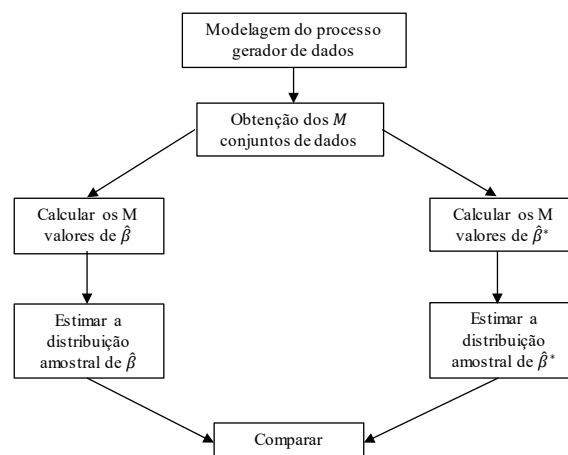 Modelagem do processo
gerador de dados
Obtenção dos M
conjuntos de dados
Calcular os M
valores de β̂
Calcular os M
valores de β̂*
Estimar a
distribuição
amostral de β̂
Estimar a
distribuição
amostral de β̂*
Comparar